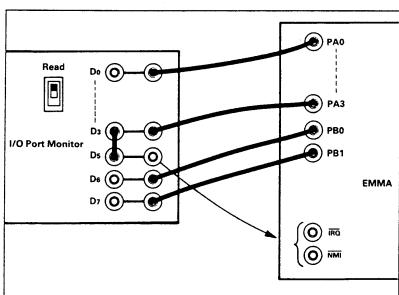 Read
I/O Port Monitor
D0
D3
D5
D6
D7
PA0
PA3
PB0
PB1
EMMA
IRQ
NMI